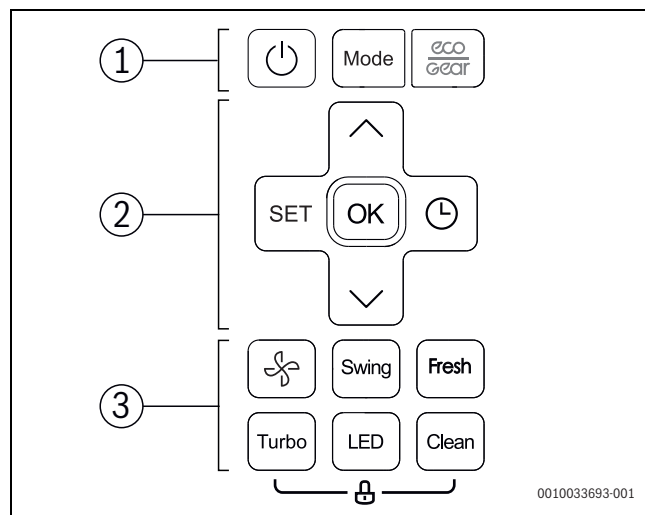 1 Mode eco Gear
SET OK
2
Swing Fresh
3
Turbo LED Clean
0010033693-001